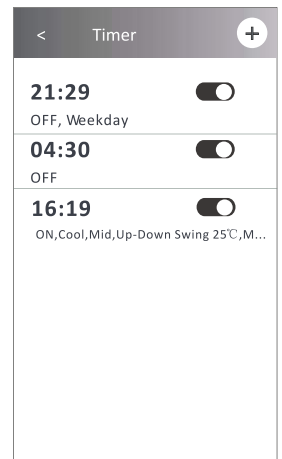 < Timer +
21:29
OFF, Weekday
04:30
OFF
16:19
ON,Cool,Mid,Up-Down Swing 25℃,M...